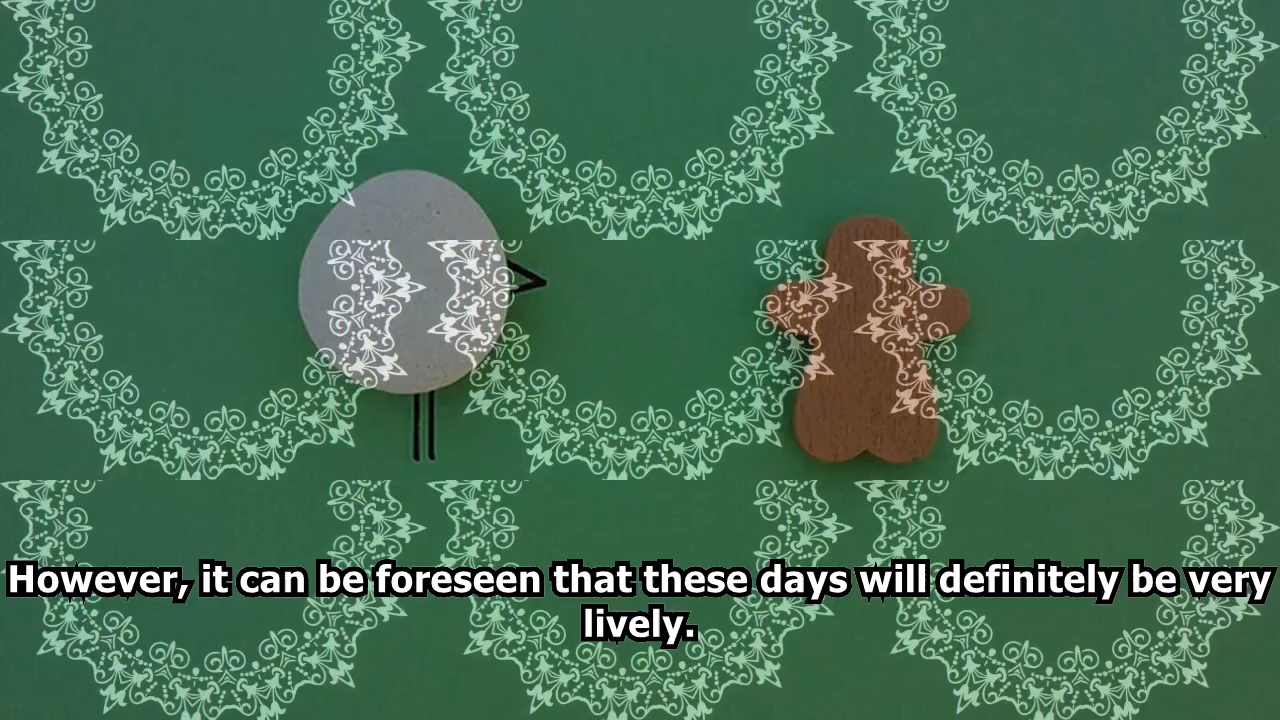 However, it can be foreseen that these days will definitely be very
lively.